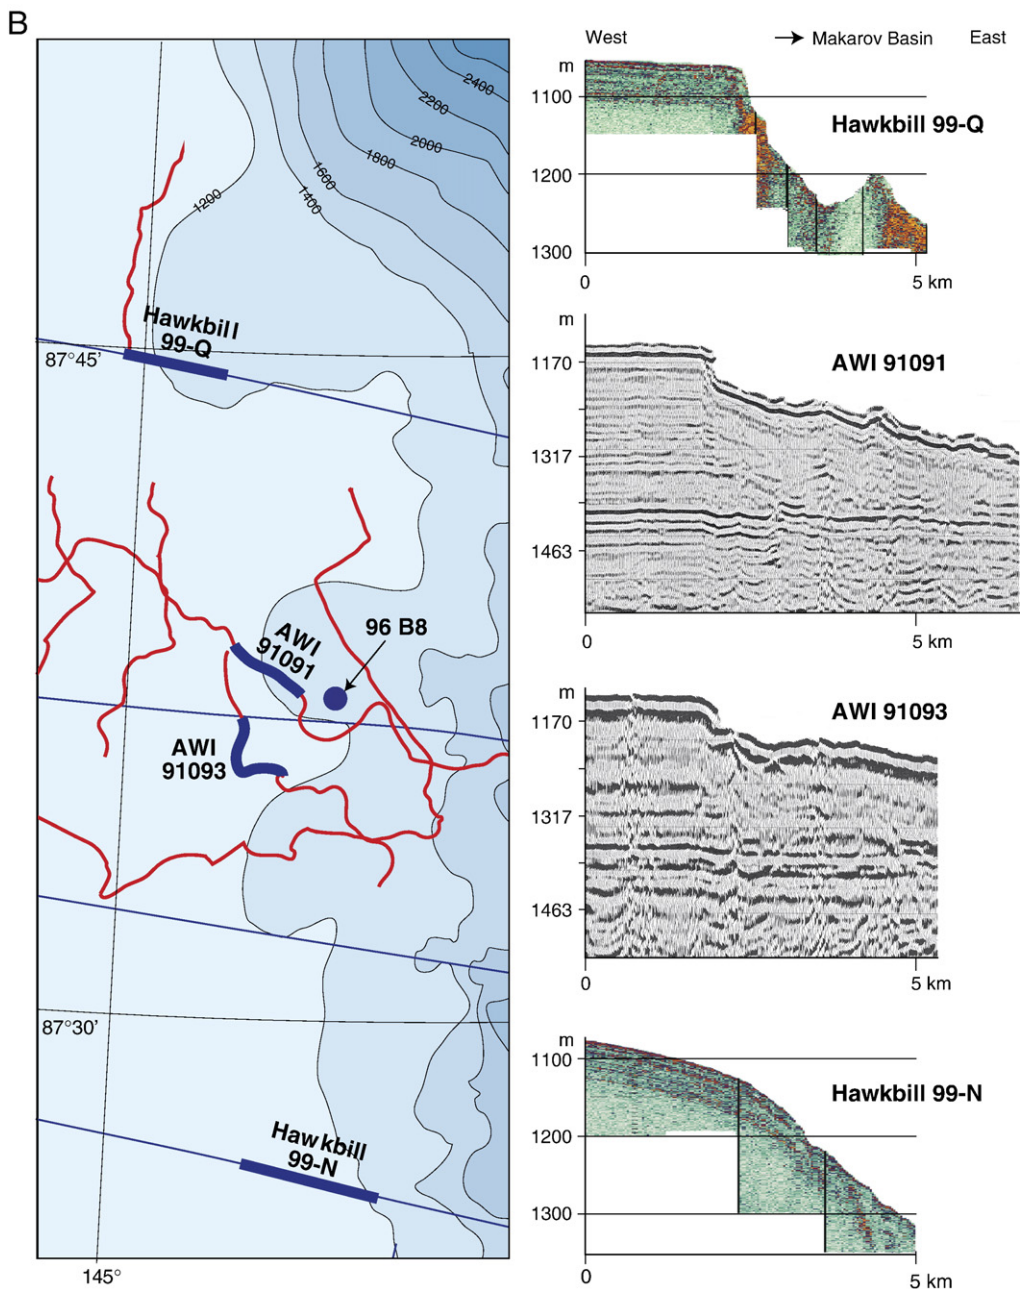 B
2400
2200
2000
1800
1600
1400
1200
Hawkbill
99-Q
87°45'
AWI
91091
96 B8
AWI
91093
87°30'
Hawkbill
99-N
145°
West → Makarov Basin East
m
1100
Hawkbill 99-Q
1200
1300
0 5 km
m
1170
AWI 91091
1317
1463
0 5 km
m
AWI 91093
1170
1317
1463
0 5 km
m
1100
Hawkbill 99-N
1200
1300
0 5 km